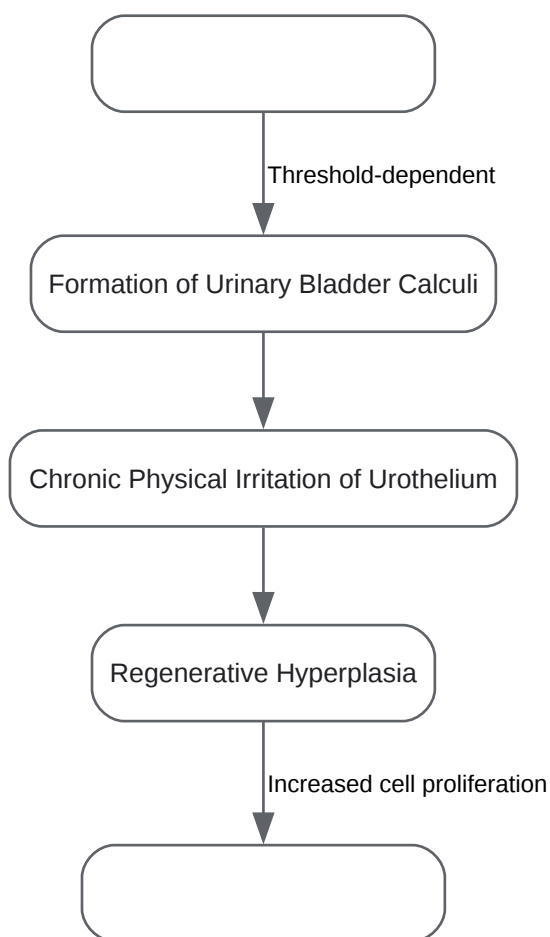 Threshold-dependent
Formation of Urinary Bladder Calculi
Chronic Physical Irritation of Urothelium
Regenerative Hyperplasia
Increased cell proliferation